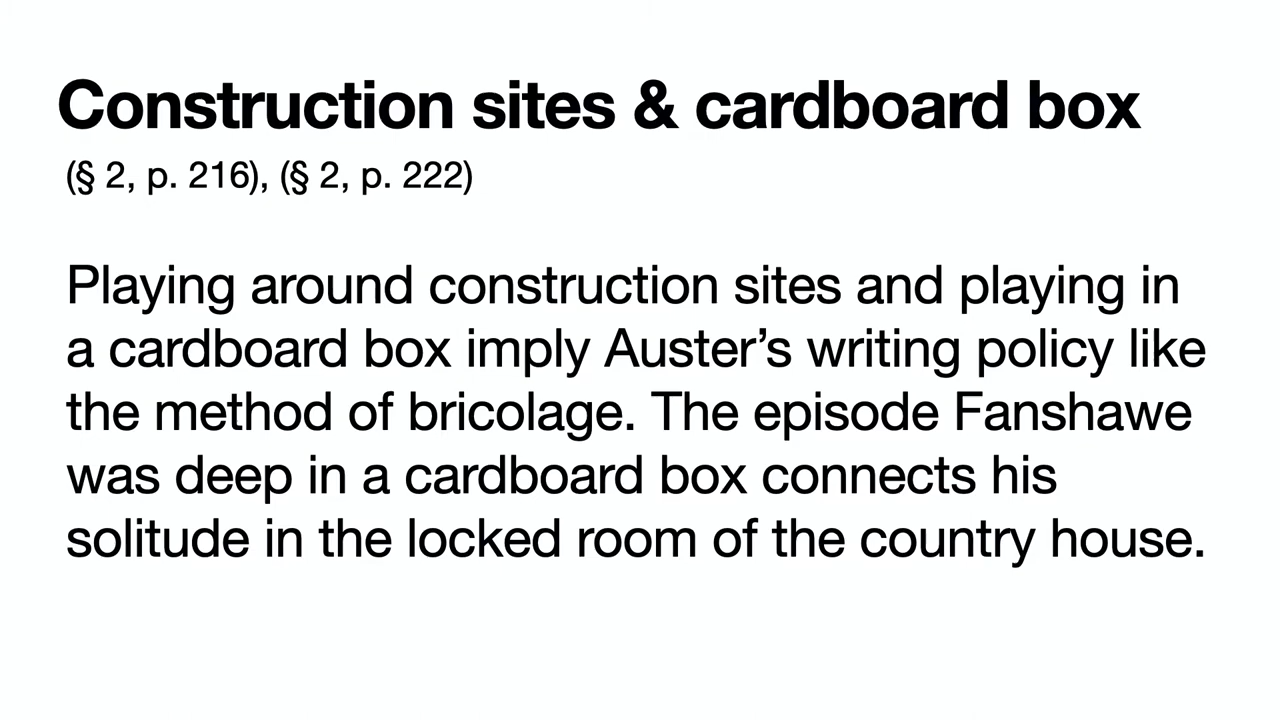 Construction sites & cardboard box
(§ 2, p. 216), (§ 2, p. 222)
Playing around construction sites and playing in
a cardboard box imply Auster’s writing policy like
the method of bricolage. The episode Fanshawe
was deep in a cardboard box connects his
solitude in the locked room of the country house.